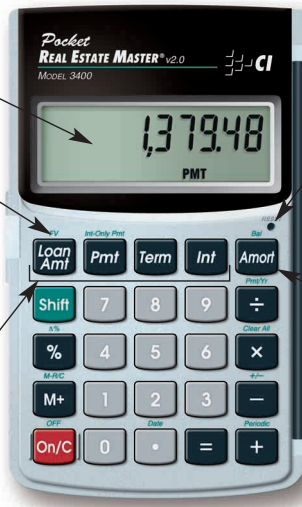 Pocket
REAL ESTATE MASTER® v2.0
MODEL 3400
CI
1,379.48
PMT
RESET
FV Int-Only Pmt Bal
Loan Amt Pmt Term Int Amort
Pmt/Yr
Shift 7 8 9 ÷
Δ% Clear All
% 4 5 6 ×
M-R/C +/–
M+ 1 2 3 –
OFF Date Periodic
On/C 0 • = +